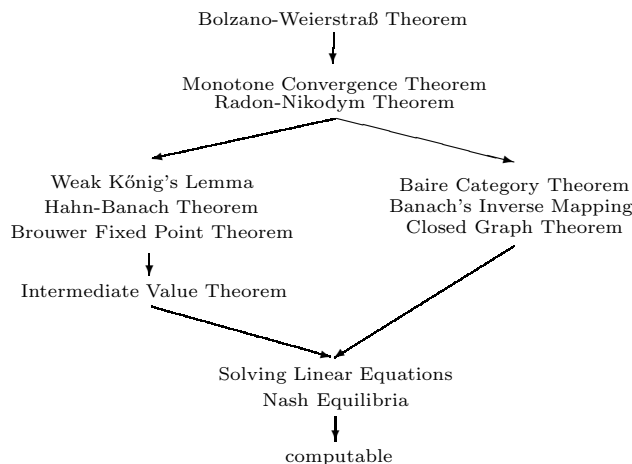 Bolzano-Weierstraß Theorem
Monotone Convergence Theorem
Radon-Nikodym Theorem
Weak Kőnig's Lemma
Hahn-Banach Theorem
Brouwer Fixed Point Theorem
Baire Category Theorem
Banach's Inverse Mapping
Closed Graph Theorem
Intermediate Value Theorem
Solving Linear Equations
Nash Equilibria
computable